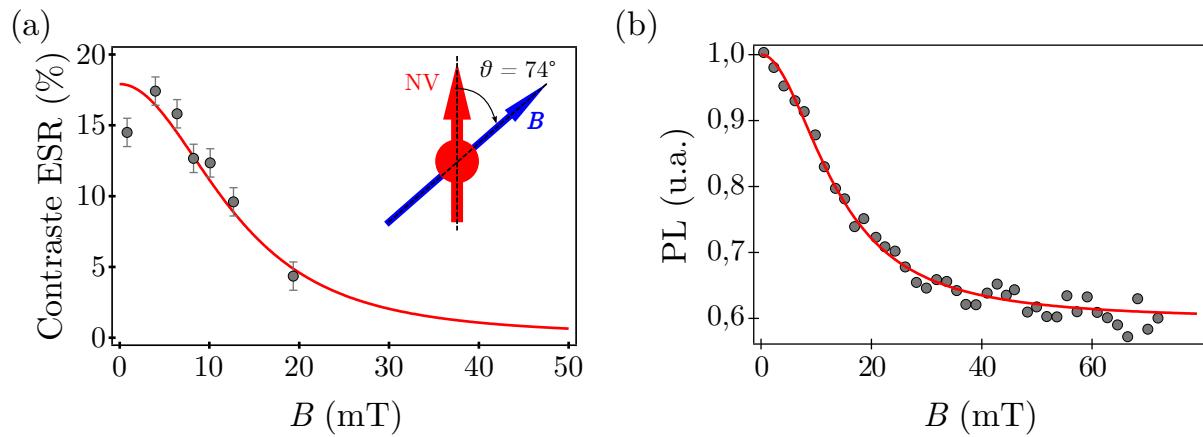 (a)
Contraste ESR (%)
20
15
10
5
0
0 10 20 30 40 50
B (mT)
NV
ϑ = 74°
B
(b)
PL (u.a.)
1,0
0,9
0,8
0,7
0,6
0 20 40 60
B (mT)